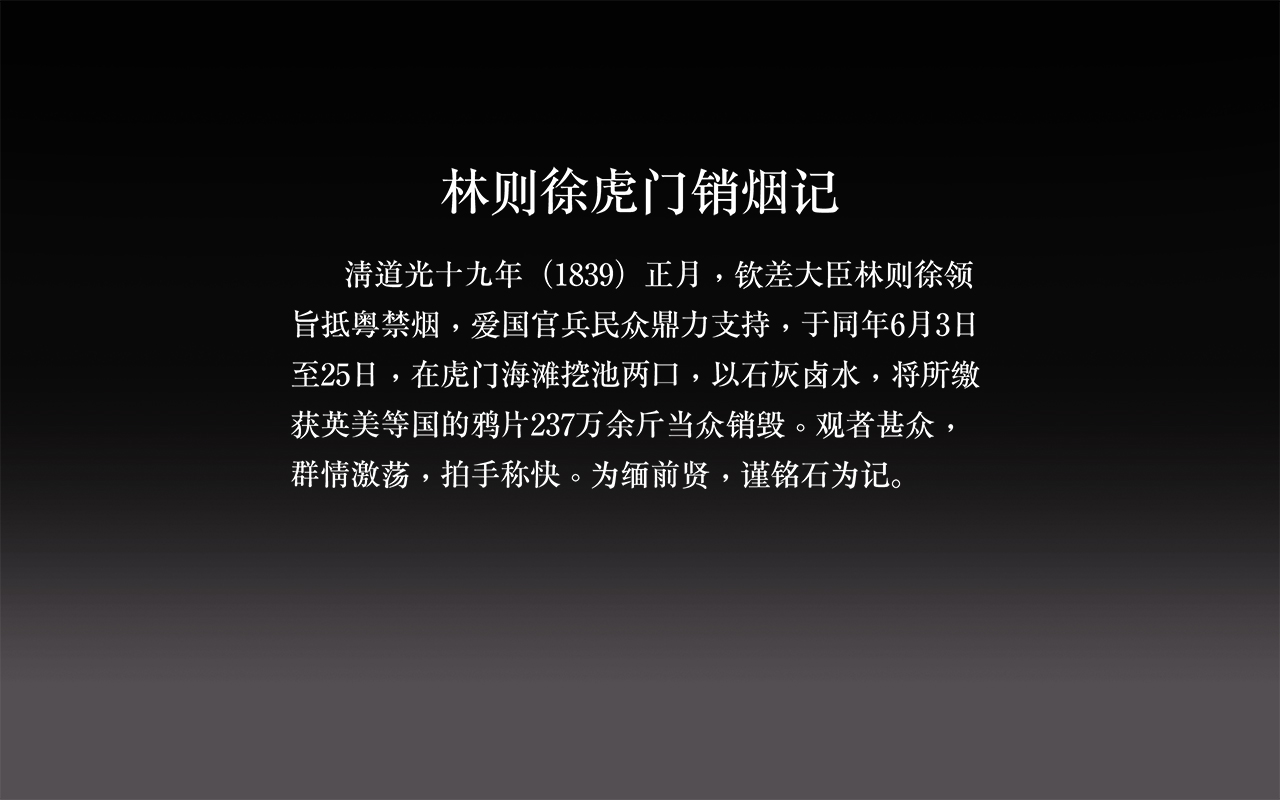 林则徐虎门销烟记
清道光十九年（1839）正月，钦差大臣林则徐领
旨抵粤禁烟，爱国官兵民众鼎力支持，于同年6月3日
至25日，在虎门海滩挖池两口，以石灰卤水，将所缴
获英美等国的鸦片237万余斤当众销毁。观者甚众，
群情激荡，拍手称快。为缅前贤，谨铭石为记。